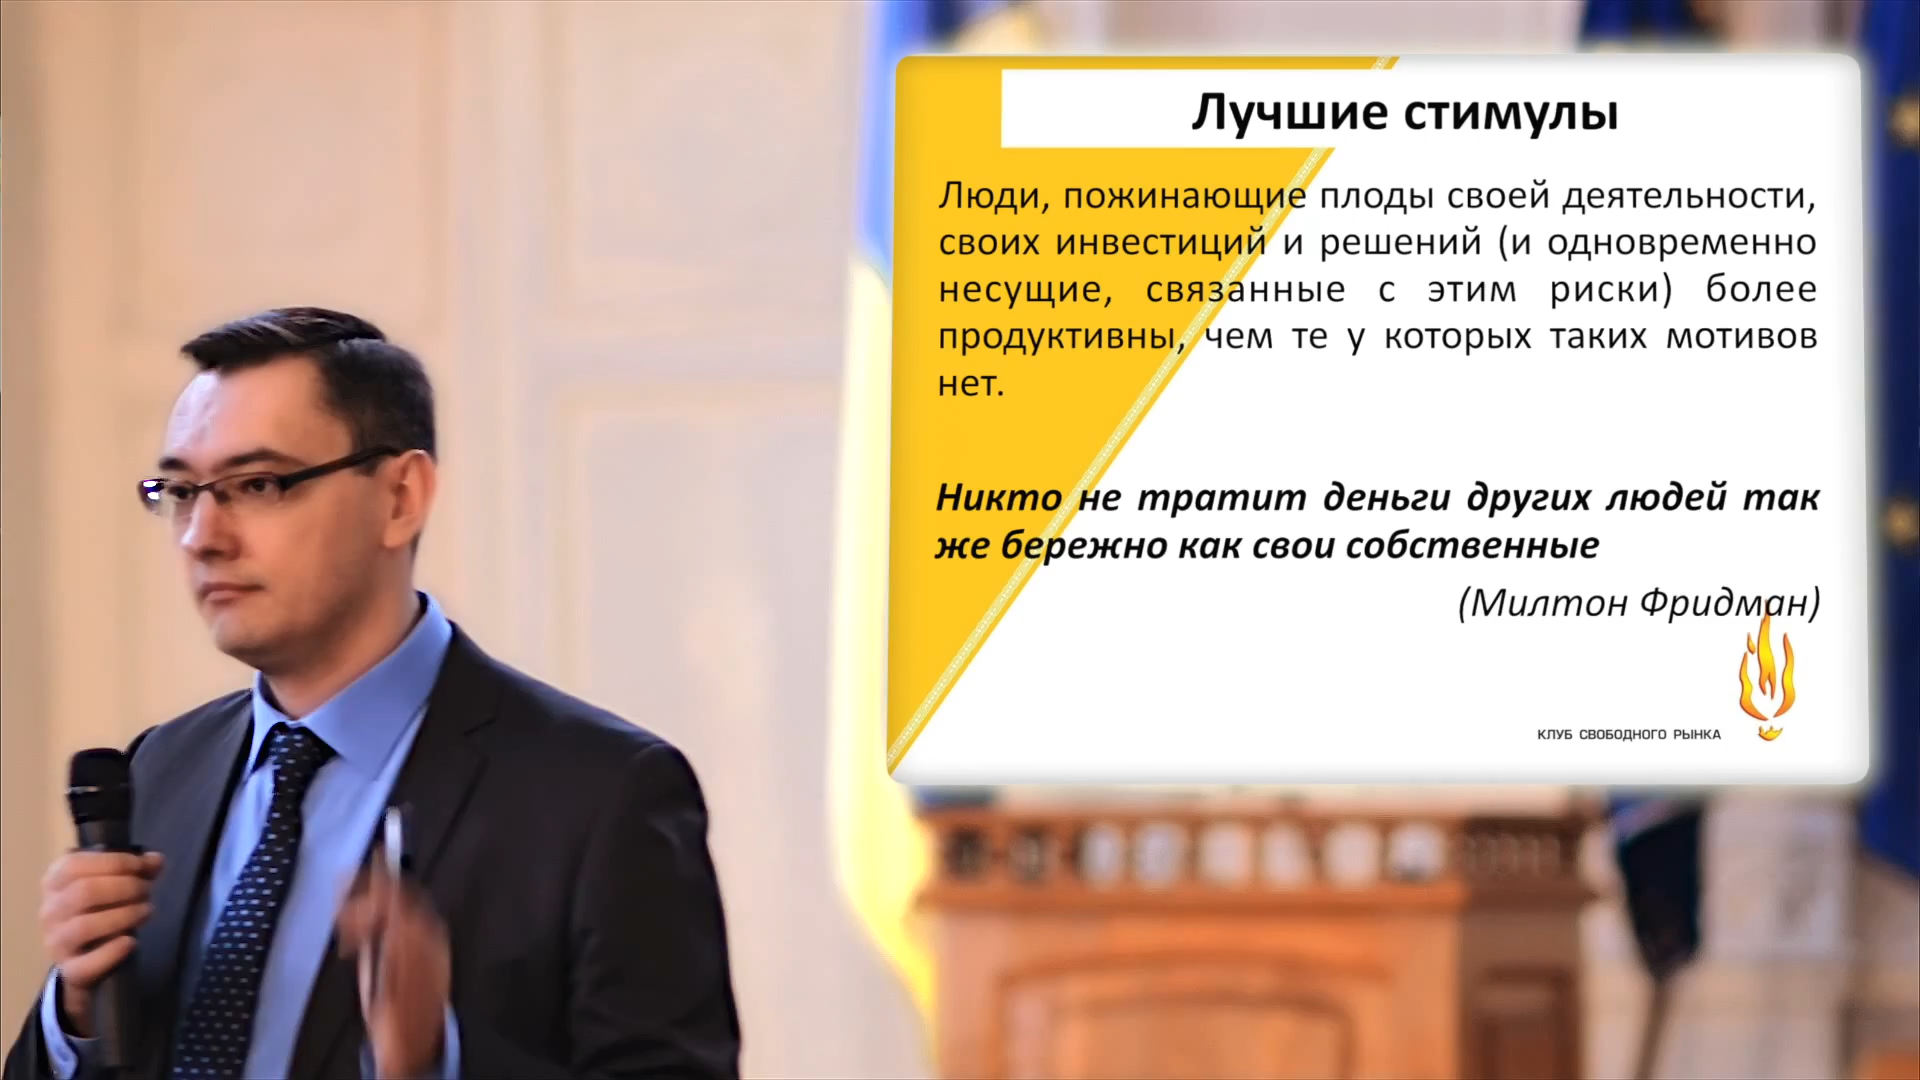 Лучшие стимулы
Люди, пожинающие плоды своей деятельности,
своих инвестиций и решений (и одновременно
несущие, связанные с этим риски) более
продуктивны, чем те у которых таких мотивов
нет.
Никто не тратит деньги других людей так
же бережно как свои собственные
(Милтон Фридман)
КЛУБ СВОБОДНОГО РЫНКА